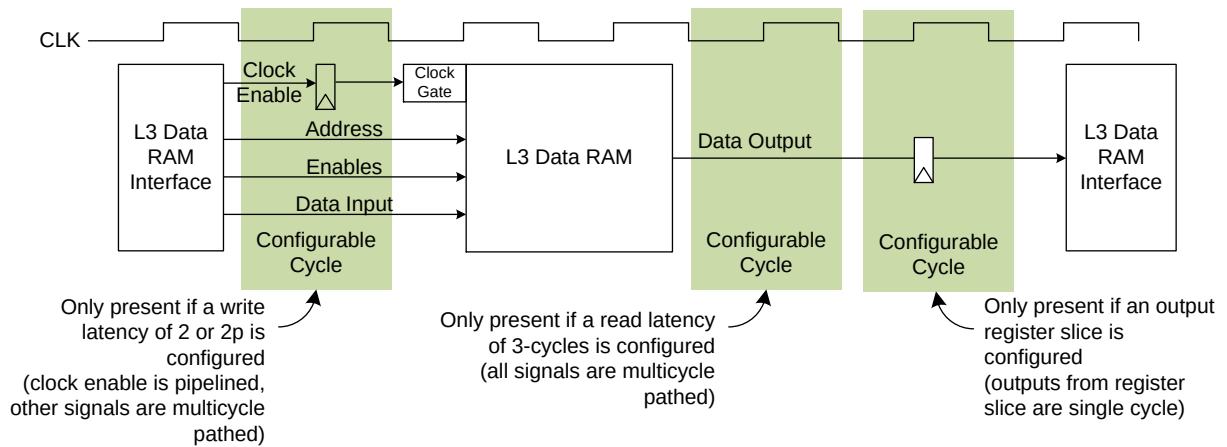 CLK
Clock
Enable
Clock
Gate
L3 Data
RAM
Interface
Address
Enables
Data Input
L3 Data RAM
Data Output
L3 Data
RAM
Interface
Configurable
Cycle
Configurable
Cycle
Configurable
Cycle
Only present if a write
latency of 2 or 2p is
configured
(clock enable is pipelined,
other signals are multicycle
pathed)
Only present if a read latency
of 3-cycles is configured
(all signals are multicycle
pathed)
Only present if an output
register slice is
configured
(outputs from register
slice are single cycle)